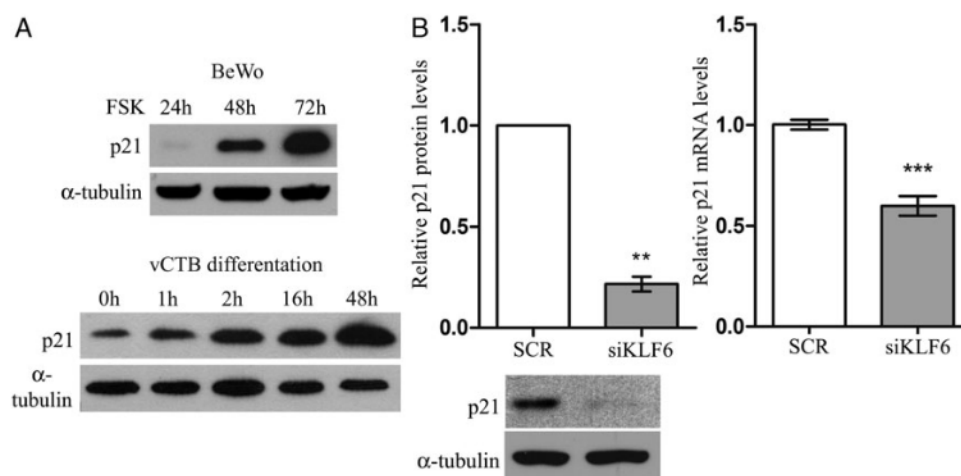 A
BeWo
FSK 24h 48h 72h
p21
α-tubulin
vCTB differentation
0h 1h 2h 16h 48h
p21
α-
tubulin
B
Relative p21 protein levels
1.5
1.0
0.5
0.0
**
SCR siKLF6
p21
α-tubulin
Relative p21 mRNA levels
1.5
1.0
0.5
0.0
***
SCR siKLF6